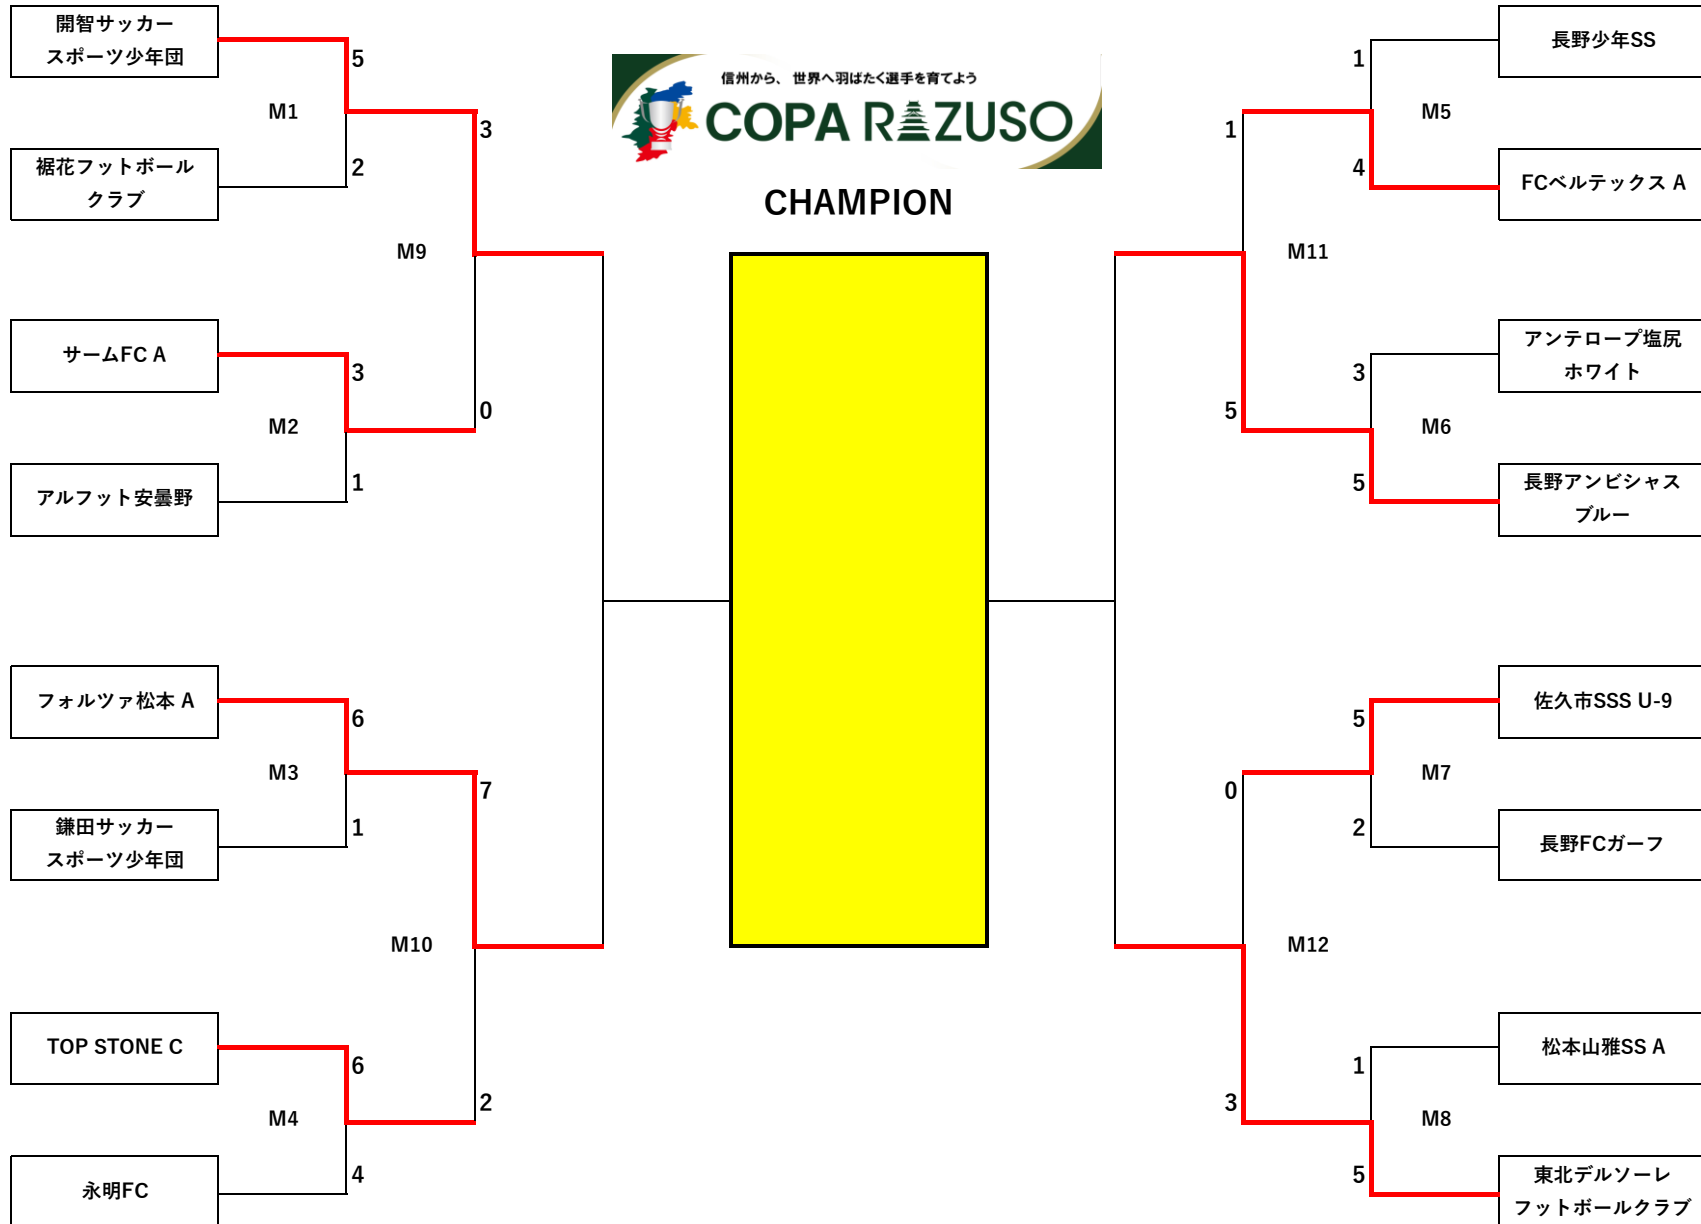 開智サッカー
スポーツ少年団
5
M1
2
裾花フットボール
クラブ
3
M9
0
サームFC A
3
M2
1
アルフット安曇野
フォルツァ松本 A
6
M3
1
鎌田サッカー
スポーツ少年団
7
M10
2
TOP STONE C
6
M4
4
永明FC
信州から、世界へ羽ばたく選手を育てよう
COPA RAZUSO
CHAMPION
長野少年SS
1
M5
4
FCベルテックス A
1
M11
5
アンテロープ塩尻
ホワイト
3
M6
5
長野アンビシャス
ブルー
佐久市SSS U-9
5
M7
2
長野FCガーフ
0
M12
3
松本山雅SS A
1
M8
5
東北デルソーレ
フットボールクラブ